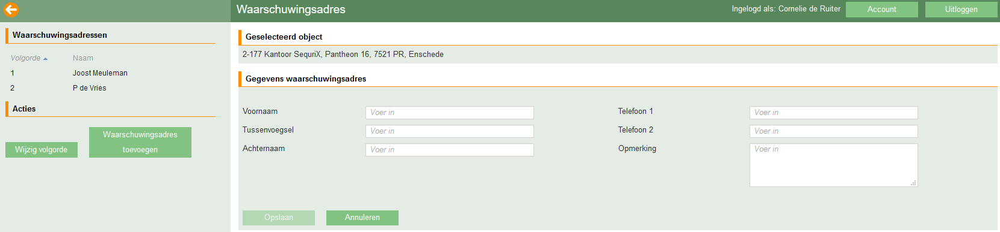 Waarschuwingsadres
Ingelogd als: Cornelie de Ruiter
Account
Uitloggen
Waarschuwingsadressen
Volgorde Naam
1 Joost Meuleman
2 P de Vries
Acties
Wijzig volgorde
Waarschuwingsadres
toevoegen
Geselecteerd object
2-177 Kantoor SequriX, Pantheon 16, 7521 PR, Enschede
Gegevens waarschuwingsadres
Voornaam Voer in
Tussenvoegsel Voer in
Achternaam Voer in
Telefoon 1 Voer in
Telefoon 2 Voer in
Opmerking Voer in
Opslaan
Annuleren